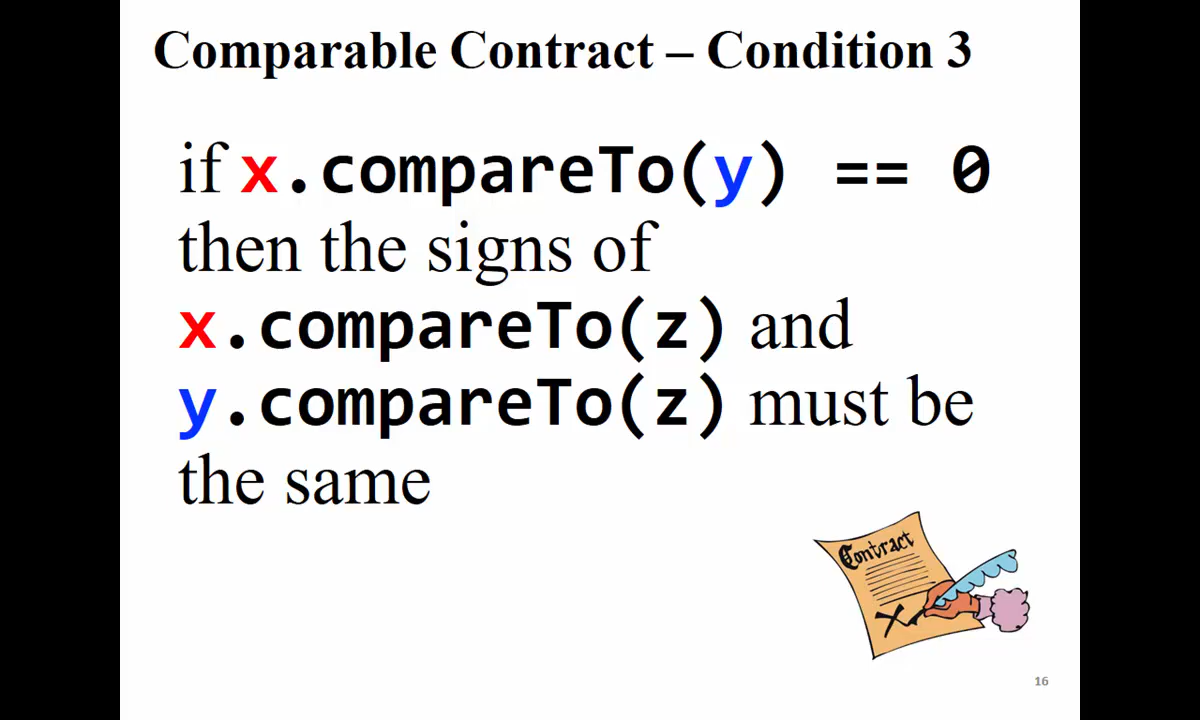 Comparable Contract – Condition 3
if x.compareTo(y) == 0
then the signs of
x.compareTo(z) and
y.compareTo(z) must be
the same
Contract
X
16